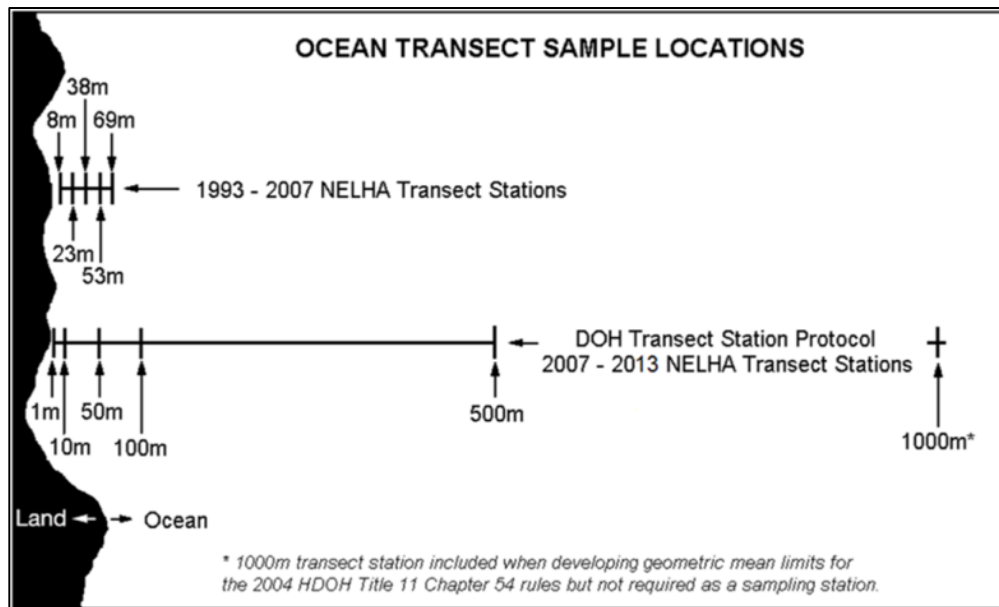 OCEAN TRANSECT SAMPLE LOCATIONS
38m
8m 69m
1993 - 2007 NELHA Transect Stations
23m
53m
DOH Transect Station Protocol
2007 - 2013 NELHA Transect Stations
1m 50m 500m
10m 100m 1000m*
Land Ocean
* 1000m transect station included when developing geometric mean limits for
the 2004 HDOH Title 11 Chapter 54 rules but not required as a sampling station.